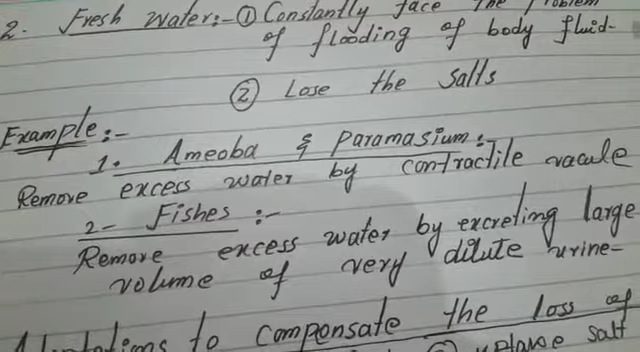 2. Fresh water:- ① Constantly face the problem
of flooding of body fluid-
② Lose the salts
Example:-
1. Ameoba & Paramasium:-
Remove excess water by contractile vacule
2- Fishes :-
Remove excess water by excreting large
volume of very dilute urine-
to compensate the loss of
salt